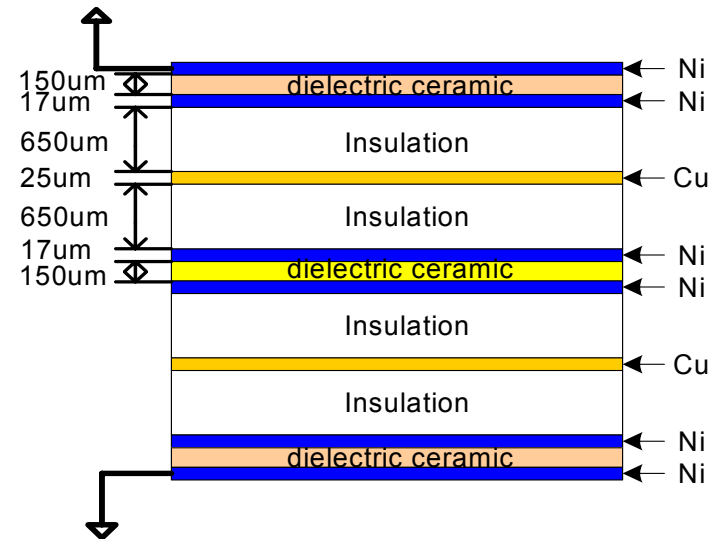 Ni
150um
dielectric ceramic
17um
Ni
650um
Insulation
25um
Cu
650um
Insulation
17um
Ni
150um
dielectric ceramic
Ni
Insulation
Cu
Insulation
Ni
dielectric ceramic
Ni